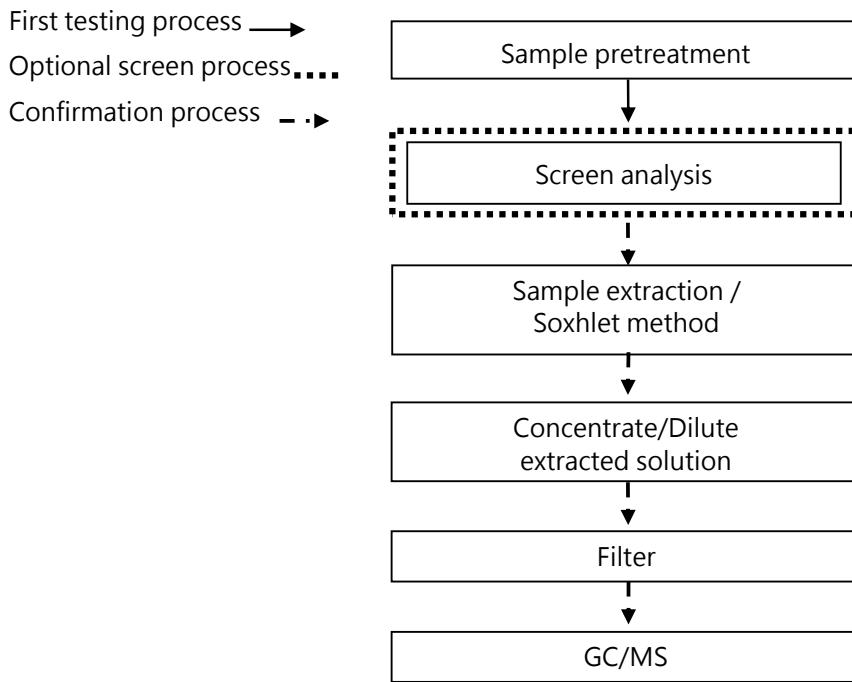 First testing process
Optional screen process
Confirmation process
Sample pretreatment
Screen analysis
Sample extraction /
Soxhlet method
Concentrate/Dilute
extracted solution
Filter
GC/MS